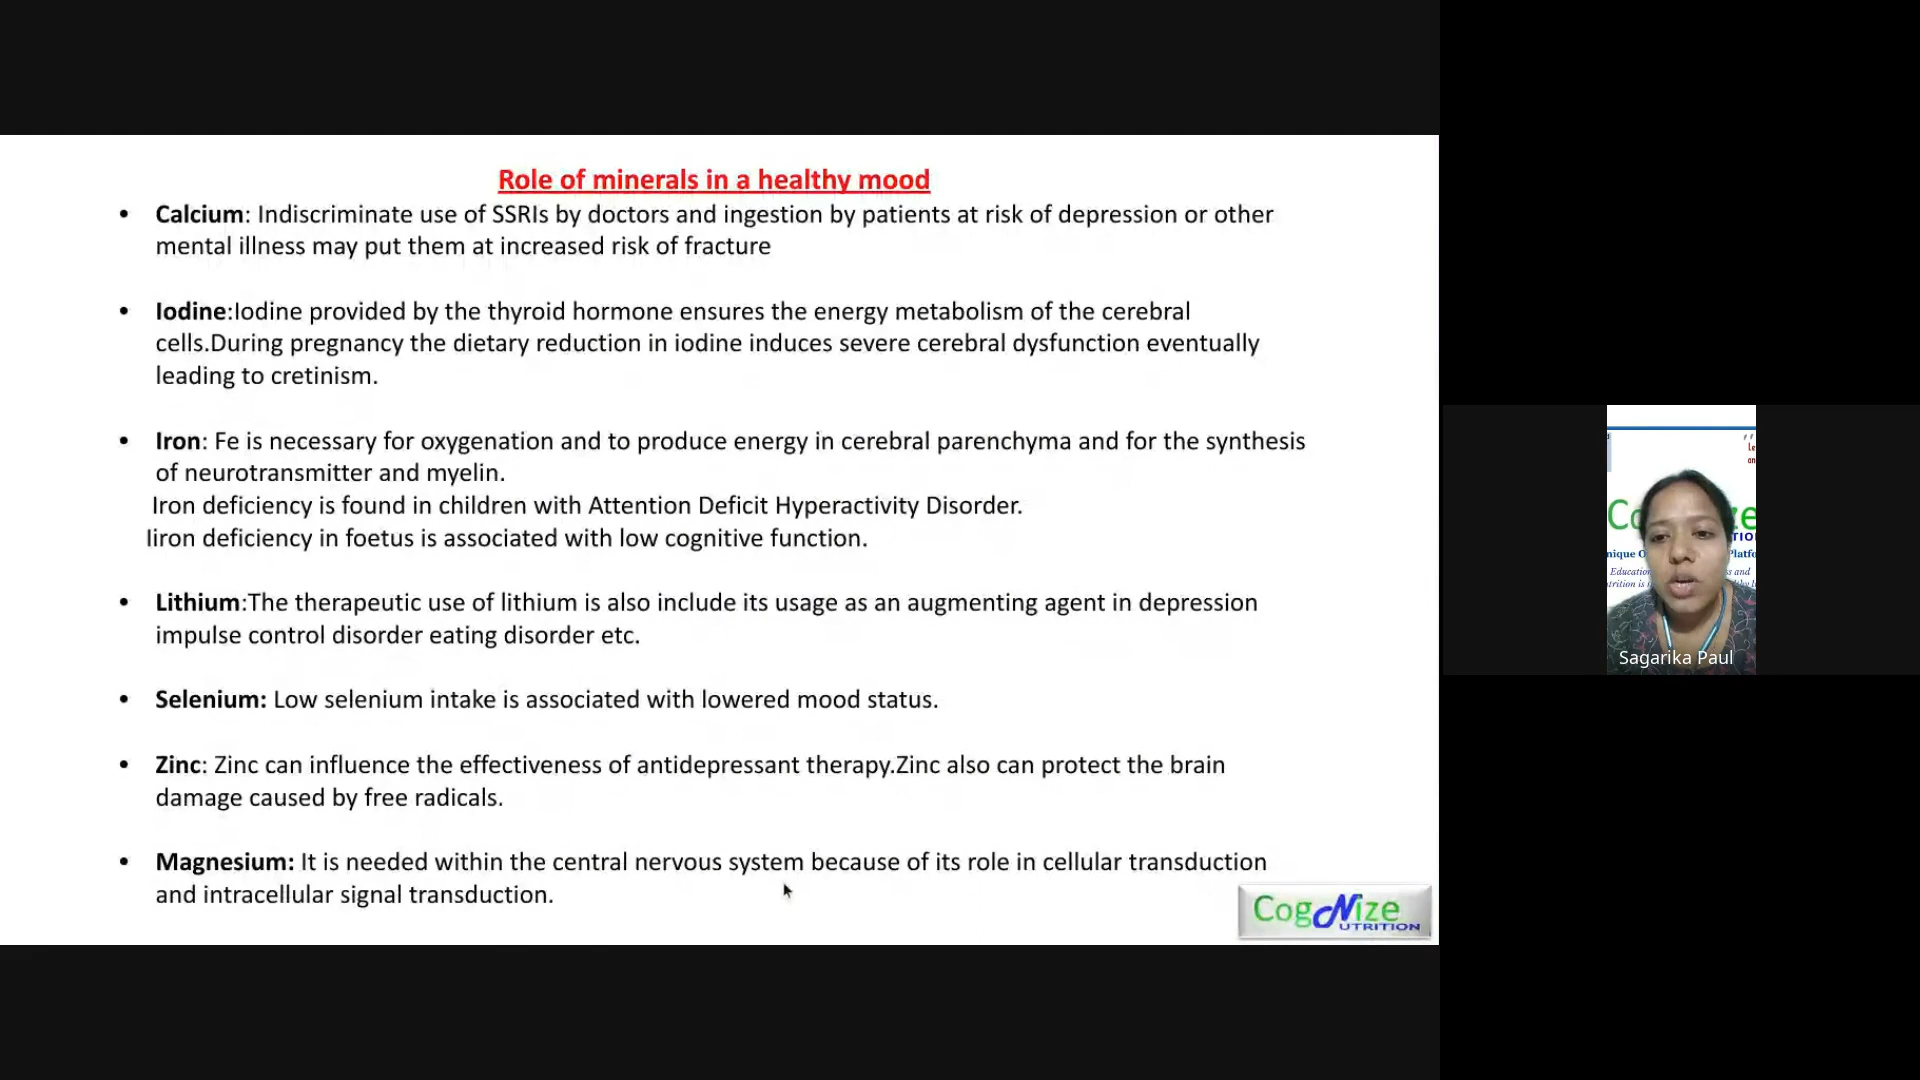 Role of minerals in a healthy mood
• Calcium: Indiscriminate use of SSRIs by doctors and ingestion by patients at risk of depression or other
mental illness may put them at increased risk of fracture
• Iodine:Iodine provided by the thyroid hormone ensures the energy metabolism of the cerebral
cells.During pregnancy the dietary reduction in iodine induces severe cerebral dysfunction eventually
leading to cretinism.
• Iron: Fe is necessary for oxygenation and to produce energy in cerebral parenchyma and for the synthesis
of neurotransmitter and myelin.
Iron deficiency is found in children with Attention Deficit Hyperactivity Disorder.
Iiron deficiency in foetus is associated with low cognitive function.
• Lithium:The therapeutic use of lithium is also include its usage as an augmenting agent in depression
impulse control disorder eating disorder etc.
• Selenium: Low selenium intake is associated with lowered mood status.
• Zinc: Zinc can influence the effectiveness of antidepressant therapy.Zinc also can protect the brain
damage caused by free radicals.
• Magnesium: It is needed within the central nervous system because of its role in cellular transduction
and intracellular signal transduction.
CogNize
UTRITION
Sagarika Paul